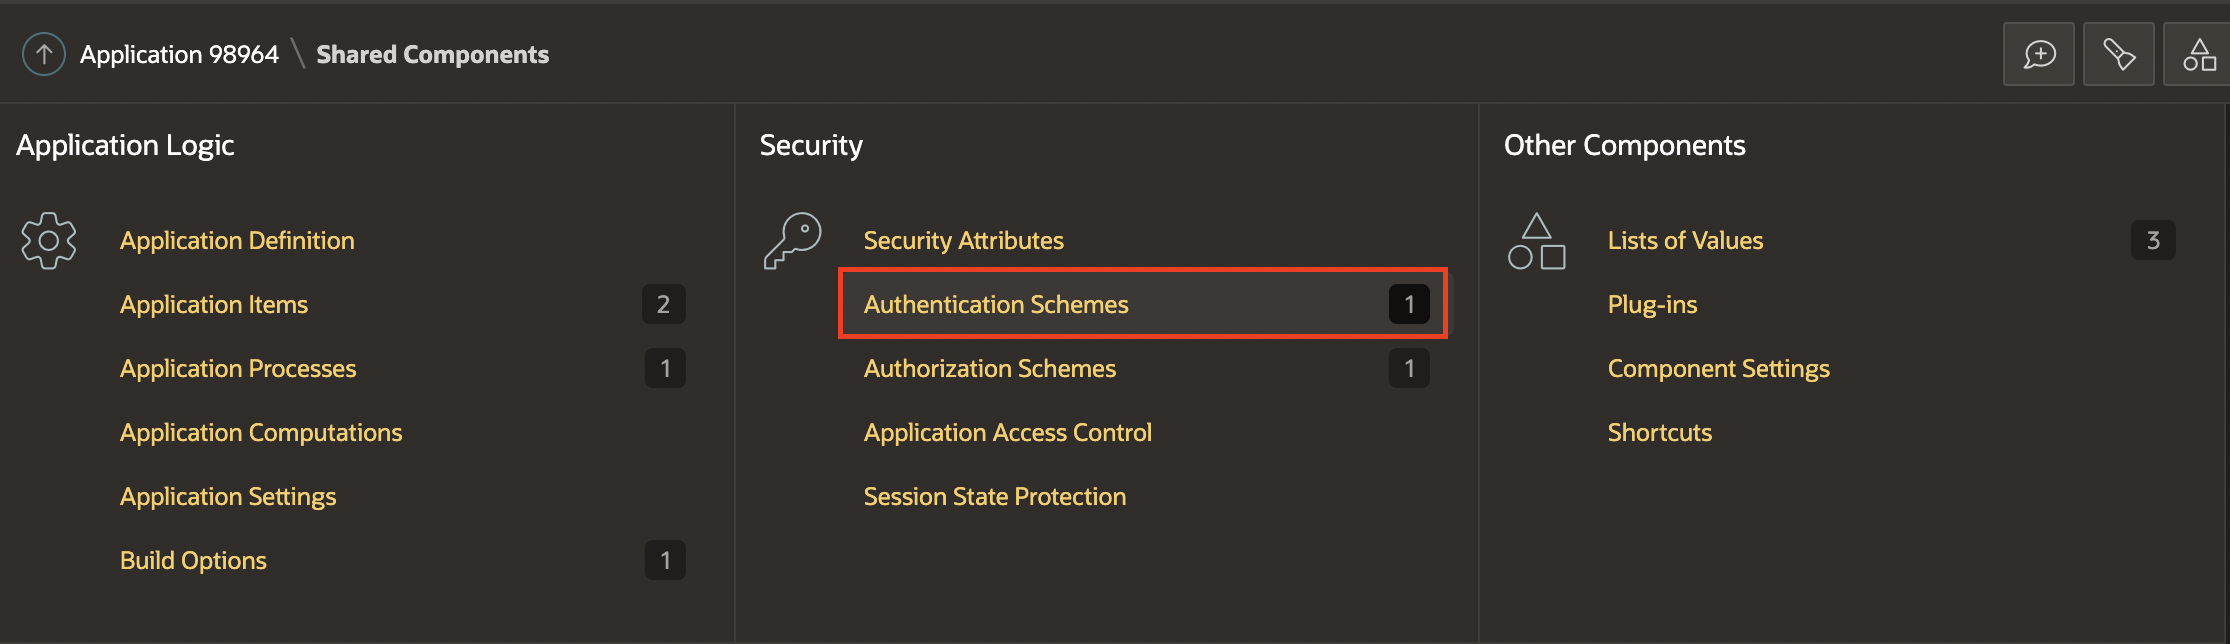 Application 98964 \ Shared Components
Application Logic
Application Definition
Application Items 2
Application Processes 1
Application Computations
Application Settings
Build Options 1
Security
Security Attributes
Authentication Schemes 1
Authorization Schemes 1
Application Access Control
Session State Protection
Other Components
Lists of Values 3
Plug-ins
Component Settings
Shortcuts